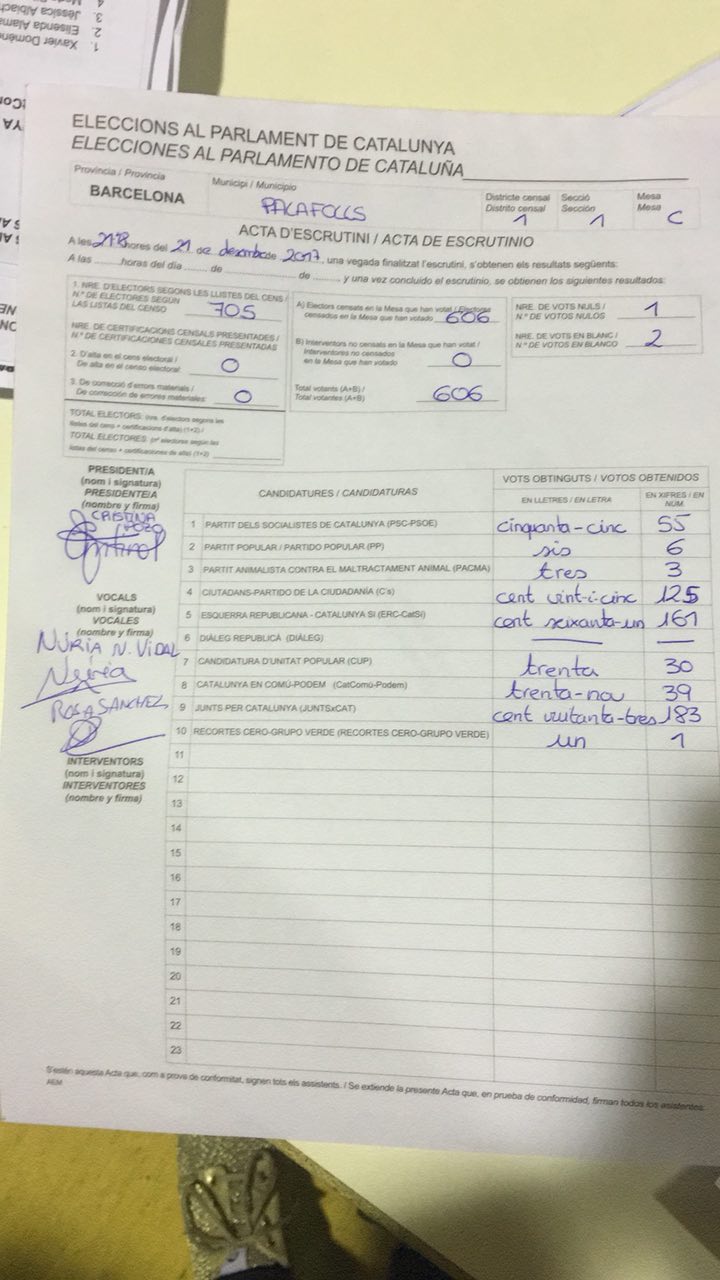 1. Xavier Domène
2. Elisenda Alama
3. Jèssica Albiach
ELECCIONS AL PARLAMENT DE CATALUNYA
ELECCIONES AL PARLAMENTO DE CATALUÑA
Província / Provincia
BARCELONA
Municipi / Municipio
PALAFOLLS
Districte censal
Distrito censal
1
Secció
Sección
1
Mesa
Mesa
C
ACTA D'ESCRUTINI / ACTA DE ESCRUTINIO
A les 21'18 hores del 21 de desembre de 2017, una vegada finalitzat l'escrutini, s'obtenen els resultats següents:
A las ........ horas del día ........ de ........................ de ........, y una vez concluido el escrutinio, se obtienen los siguientes resultados:
1. NRE. D'ELECTORS SEGONS LES LLISTES DEL CENS /
N.º DE ELECTORES SEGÚN
LAS LISTAS DEL CENSO 705
NRE. DE CERTIFICACIONS CENSALS PRESENTADES /
N.º DE CERTIFICACIONES CENSALES PRESENTADAS
2. D'alta en el cens electoral /
De alta en el censo electoral: 0
3. De correcció d'errors materials /
De corrección de errores materiales: 0
TOTAL ELECTORS: (nre. d'electors segons les
llistes del cens + certificacions d'alta) (1+2) /
TOTAL ELECTORES: (nº electores según las
listas del censo + certificaciones de alta) (1+2)
A) Electors censats en la Mesa que han votat / Electores
censados en la Mesa que han votado 606
B) Interventors no censats en la Mesa que han votat /
Interventores no censados
en la Mesa que han votado 0
Total votants (A+B) /
Total votantes (A+B) 606
NRE. DE VOTS NULS /
N.º DE VOTOS NULOS 1
NRE. DE VOTS EN BLANC /
N.º DE VOTOS EN BLANCO 2
PRESIDENT/A
(nom i signatura)
PRESIDENTE/A
(nombre y firma)
CRISTINA
POZO
VOCALS
(nom i signatura)
VOCALES
(nombre y firma)
NÚRIA N. VIDAL
Núria
ROSA SANCHEZ
INTERVENTORS
(nom i signatura)
INTERVENTORES
(nombre y firma)
CANDIDATURES / CANDIDATURAS
VOTS OBTINGUTS / VOTOS OBTENIDOS
EN LLETRES / EN LETRA
EN XIFRES / EN NÚM.
1 PARTIT DELS SOCIALISTES DE CATALUNYA (PSC-PSOE) cinquanta-cinc 55
2 PARTIT POPULAR / PARTIDO POPULAR (PP) sis 6
3 PARTIT ANIMALISTA CONTRA EL MALTRACTAMENT ANIMAL (PACMA) tres 3
4 CIUTADANS-PARTIDO DE LA CIUDADANÍA (C's) cent vint-i-cinc 125
5 ESQUERRA REPUBLICANA - CATALUNYA SÍ (ERC-CatSí) cent seixanta-un 161
6 DIÀLEG REPUBLICÀ (DIÀLEG) — —
7 CANDIDATURA D'UNITAT POPULAR (CUP) trenta 30
8 CATALUNYA EN COMÚ-PODEM (CatComú-Podem) trenta-nou 39
9 JUNTS PER CATALUNYA (JUNTSxCAT) cent vuitanta-tres 183
10 RECORTES CERO-GRUPO VERDE (RECORTES CERO-GRUPO VERDE) un 1
11
12
13
14
15
16
17
18
19
20
21
22
23
S'estén aquesta Acta que, com a prova de conformitat, signen tots els assistents. / Se extiende la presente Acta que, en prueba de conformidad, firman todos los asistentes.
AEM